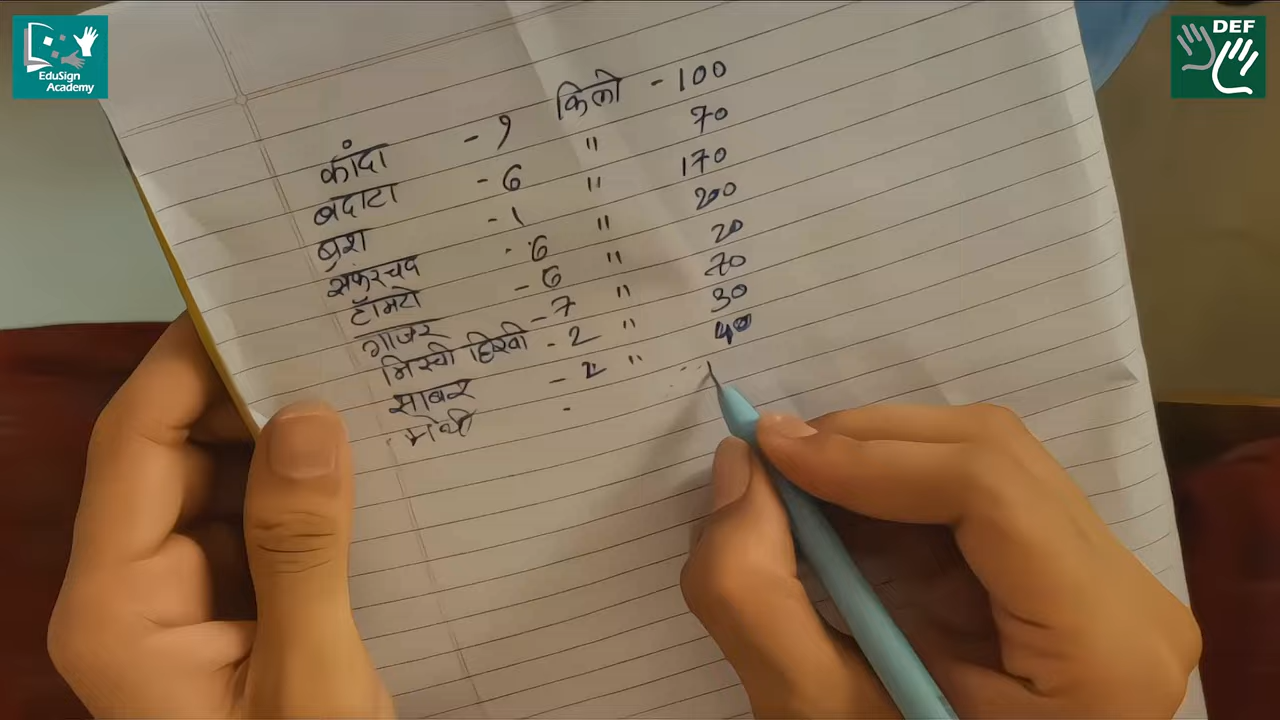 EduSign
Academy
DEF
कांदा - १ किलो - 100
बटाटा - 6 " 70
ब्रश - 1 " 170
सफरचंद - 6 " 200
टॉमेटो - 6 " 20
गाजर - 7 " 70
मिरची हिरवी - 2 " 30
साबर - 2 " 40
मेथी -